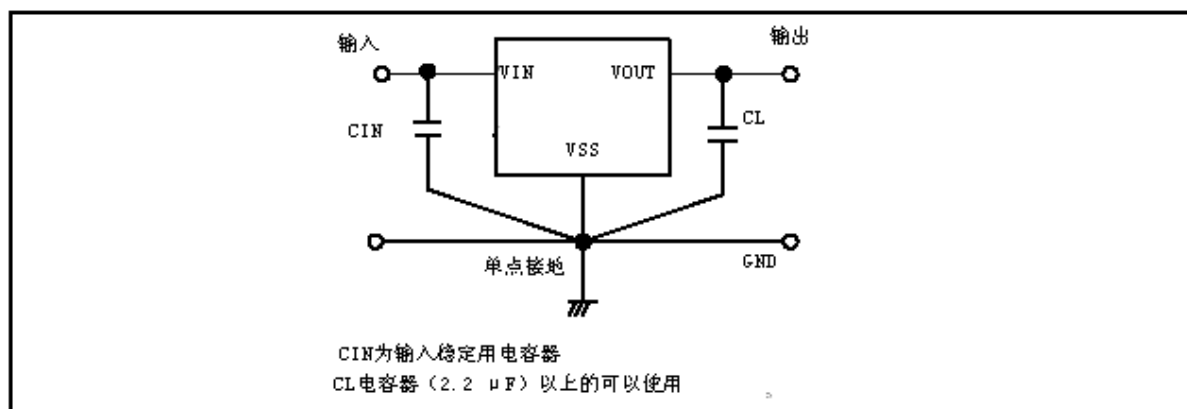 输入
输出
VIN
VOUT
CIN
CL
VSS
单点接地
GND
CIN为输入稳定用电容器
CL电容器（2.2 μF）以上的可以使用